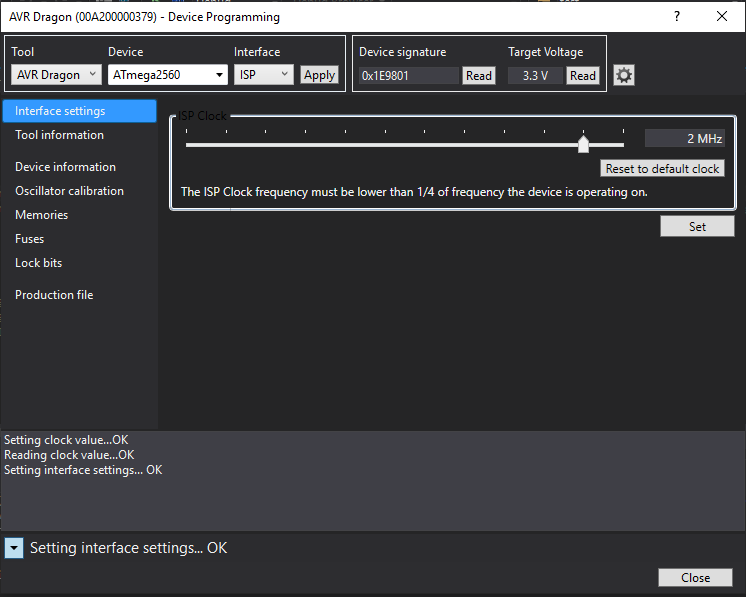 AVR Dragon (00A200000379) - Device Programming
? 
Tool Device Interface Device signature Target Voltage
AVR Dragon ATmega2560 ISP Apply 0x1E9801 Read 3.3 V Read
Interface settings
Tool information
Device information
Oscillator calibration
Memories
Fuses
Lock bits
Production file
ISP Clock
2 MHz
Reset to default clock
The ISP Clock frequency must be lower than 1/4 of frequency the device is operating on.
Set
Setting clock value...OK
Reading clock value...OK
Setting interface settings... OK
Setting interface settings... OK
Close